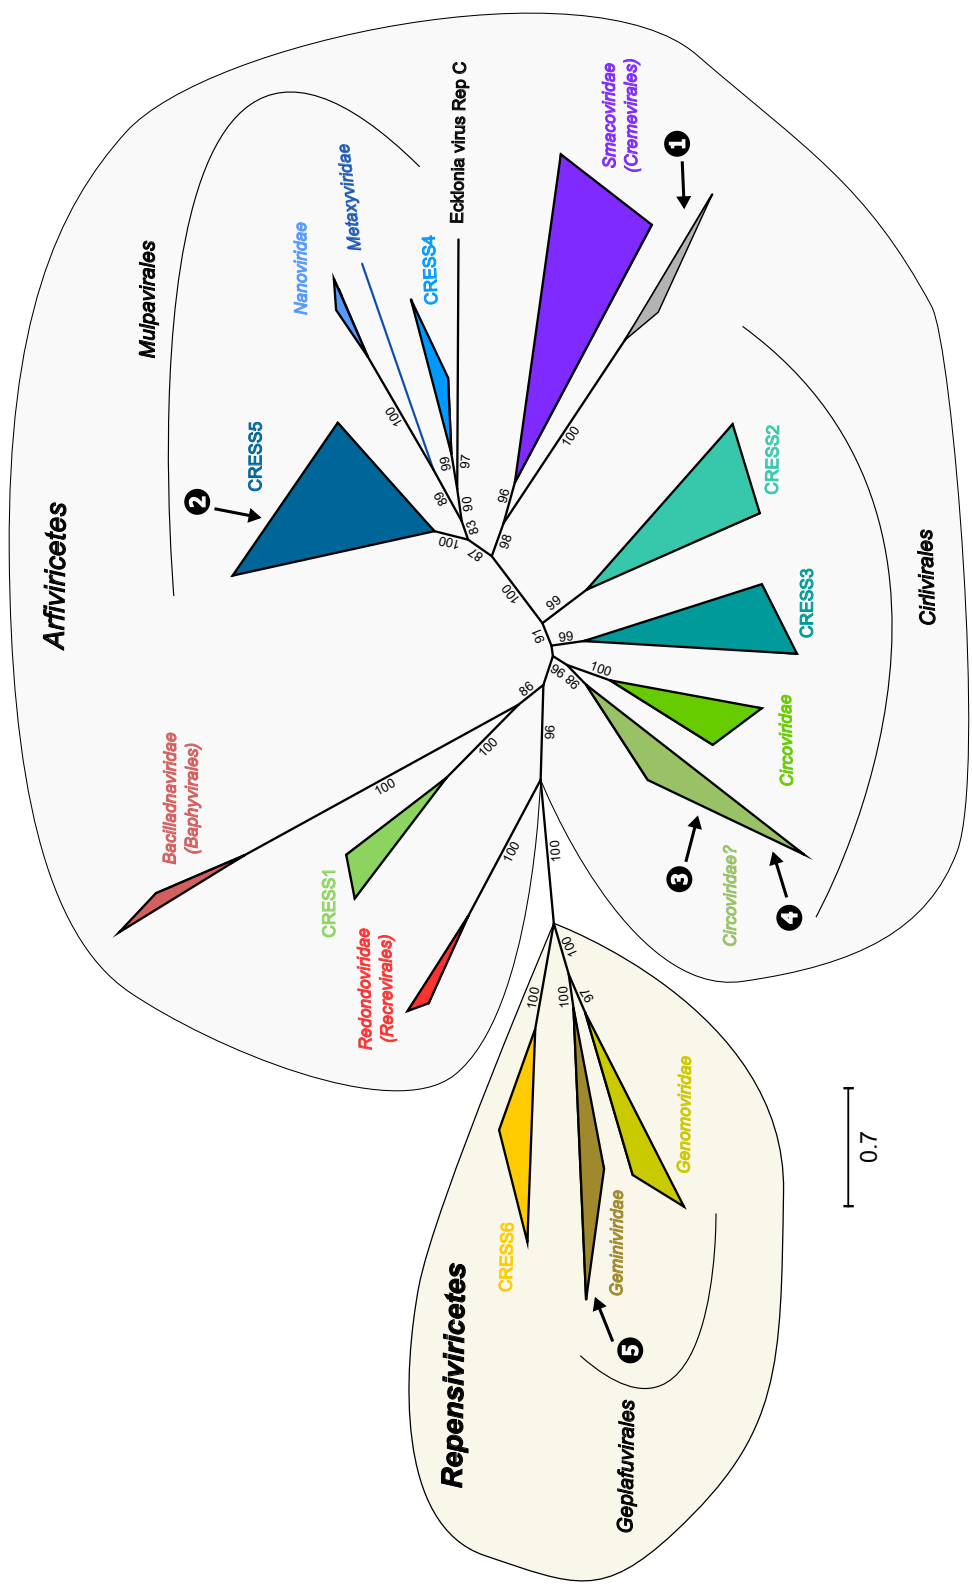 Arfiviricetes
Mulpavirales
Nanoviridae
Metaxyviridae
CRESS4
Ecklonia virus Rep C
Smacoviridae
(Cremevirales)
1
CRESS5
2
100
99
97
89
90
83
100
87
96
98
100
100
CRESS2
99
91
CRESS3
99
Cirlivirales
100
96
98
Circoviridae
Circoviridae?
3
4
86
96
100
100
Bacilladnaviridae
(Baphyvirales)
CRESS1
Redondoviridae
(Recrevirales)
100
100
100
100
100
97
CRESS6
Geminiviridae
Genomoviridae
5
Repensiviricetes
Geplafuvirales
0.7